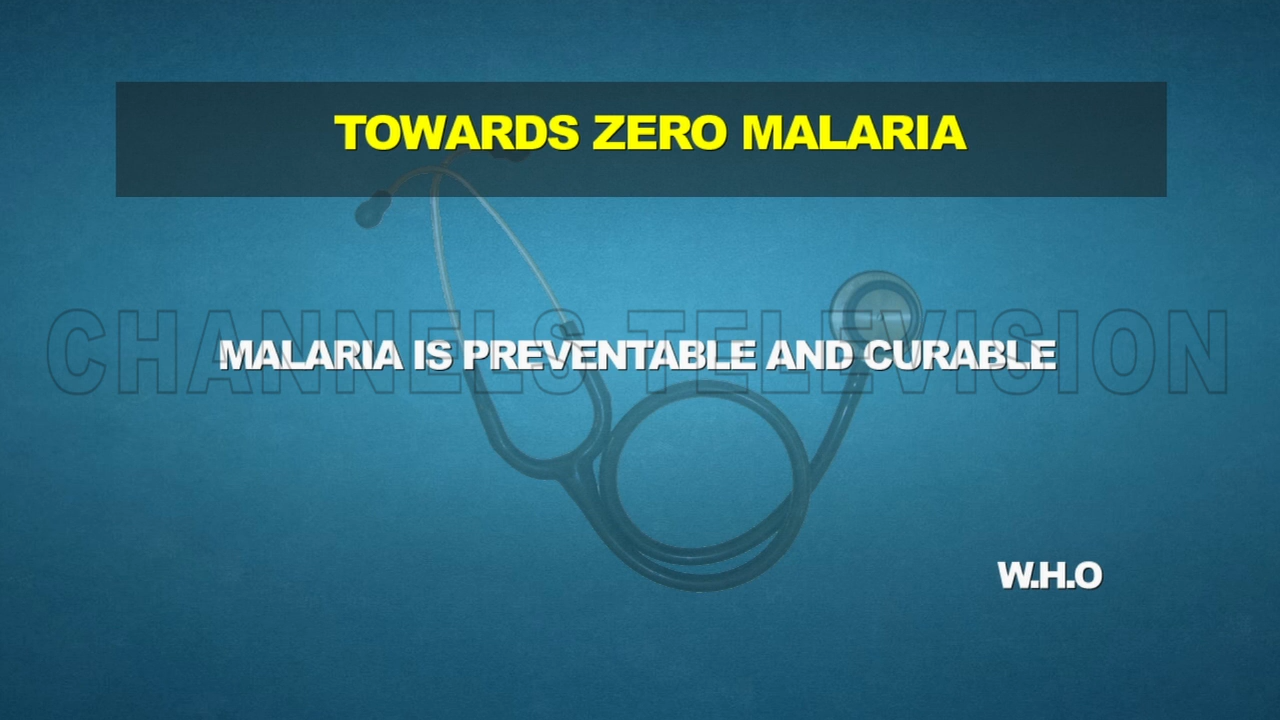 TOWARDS ZERO MALARIA
CHANNELS TELEVISION
MALARIA IS PREVENTABLE AND CURABLE
W.H.O